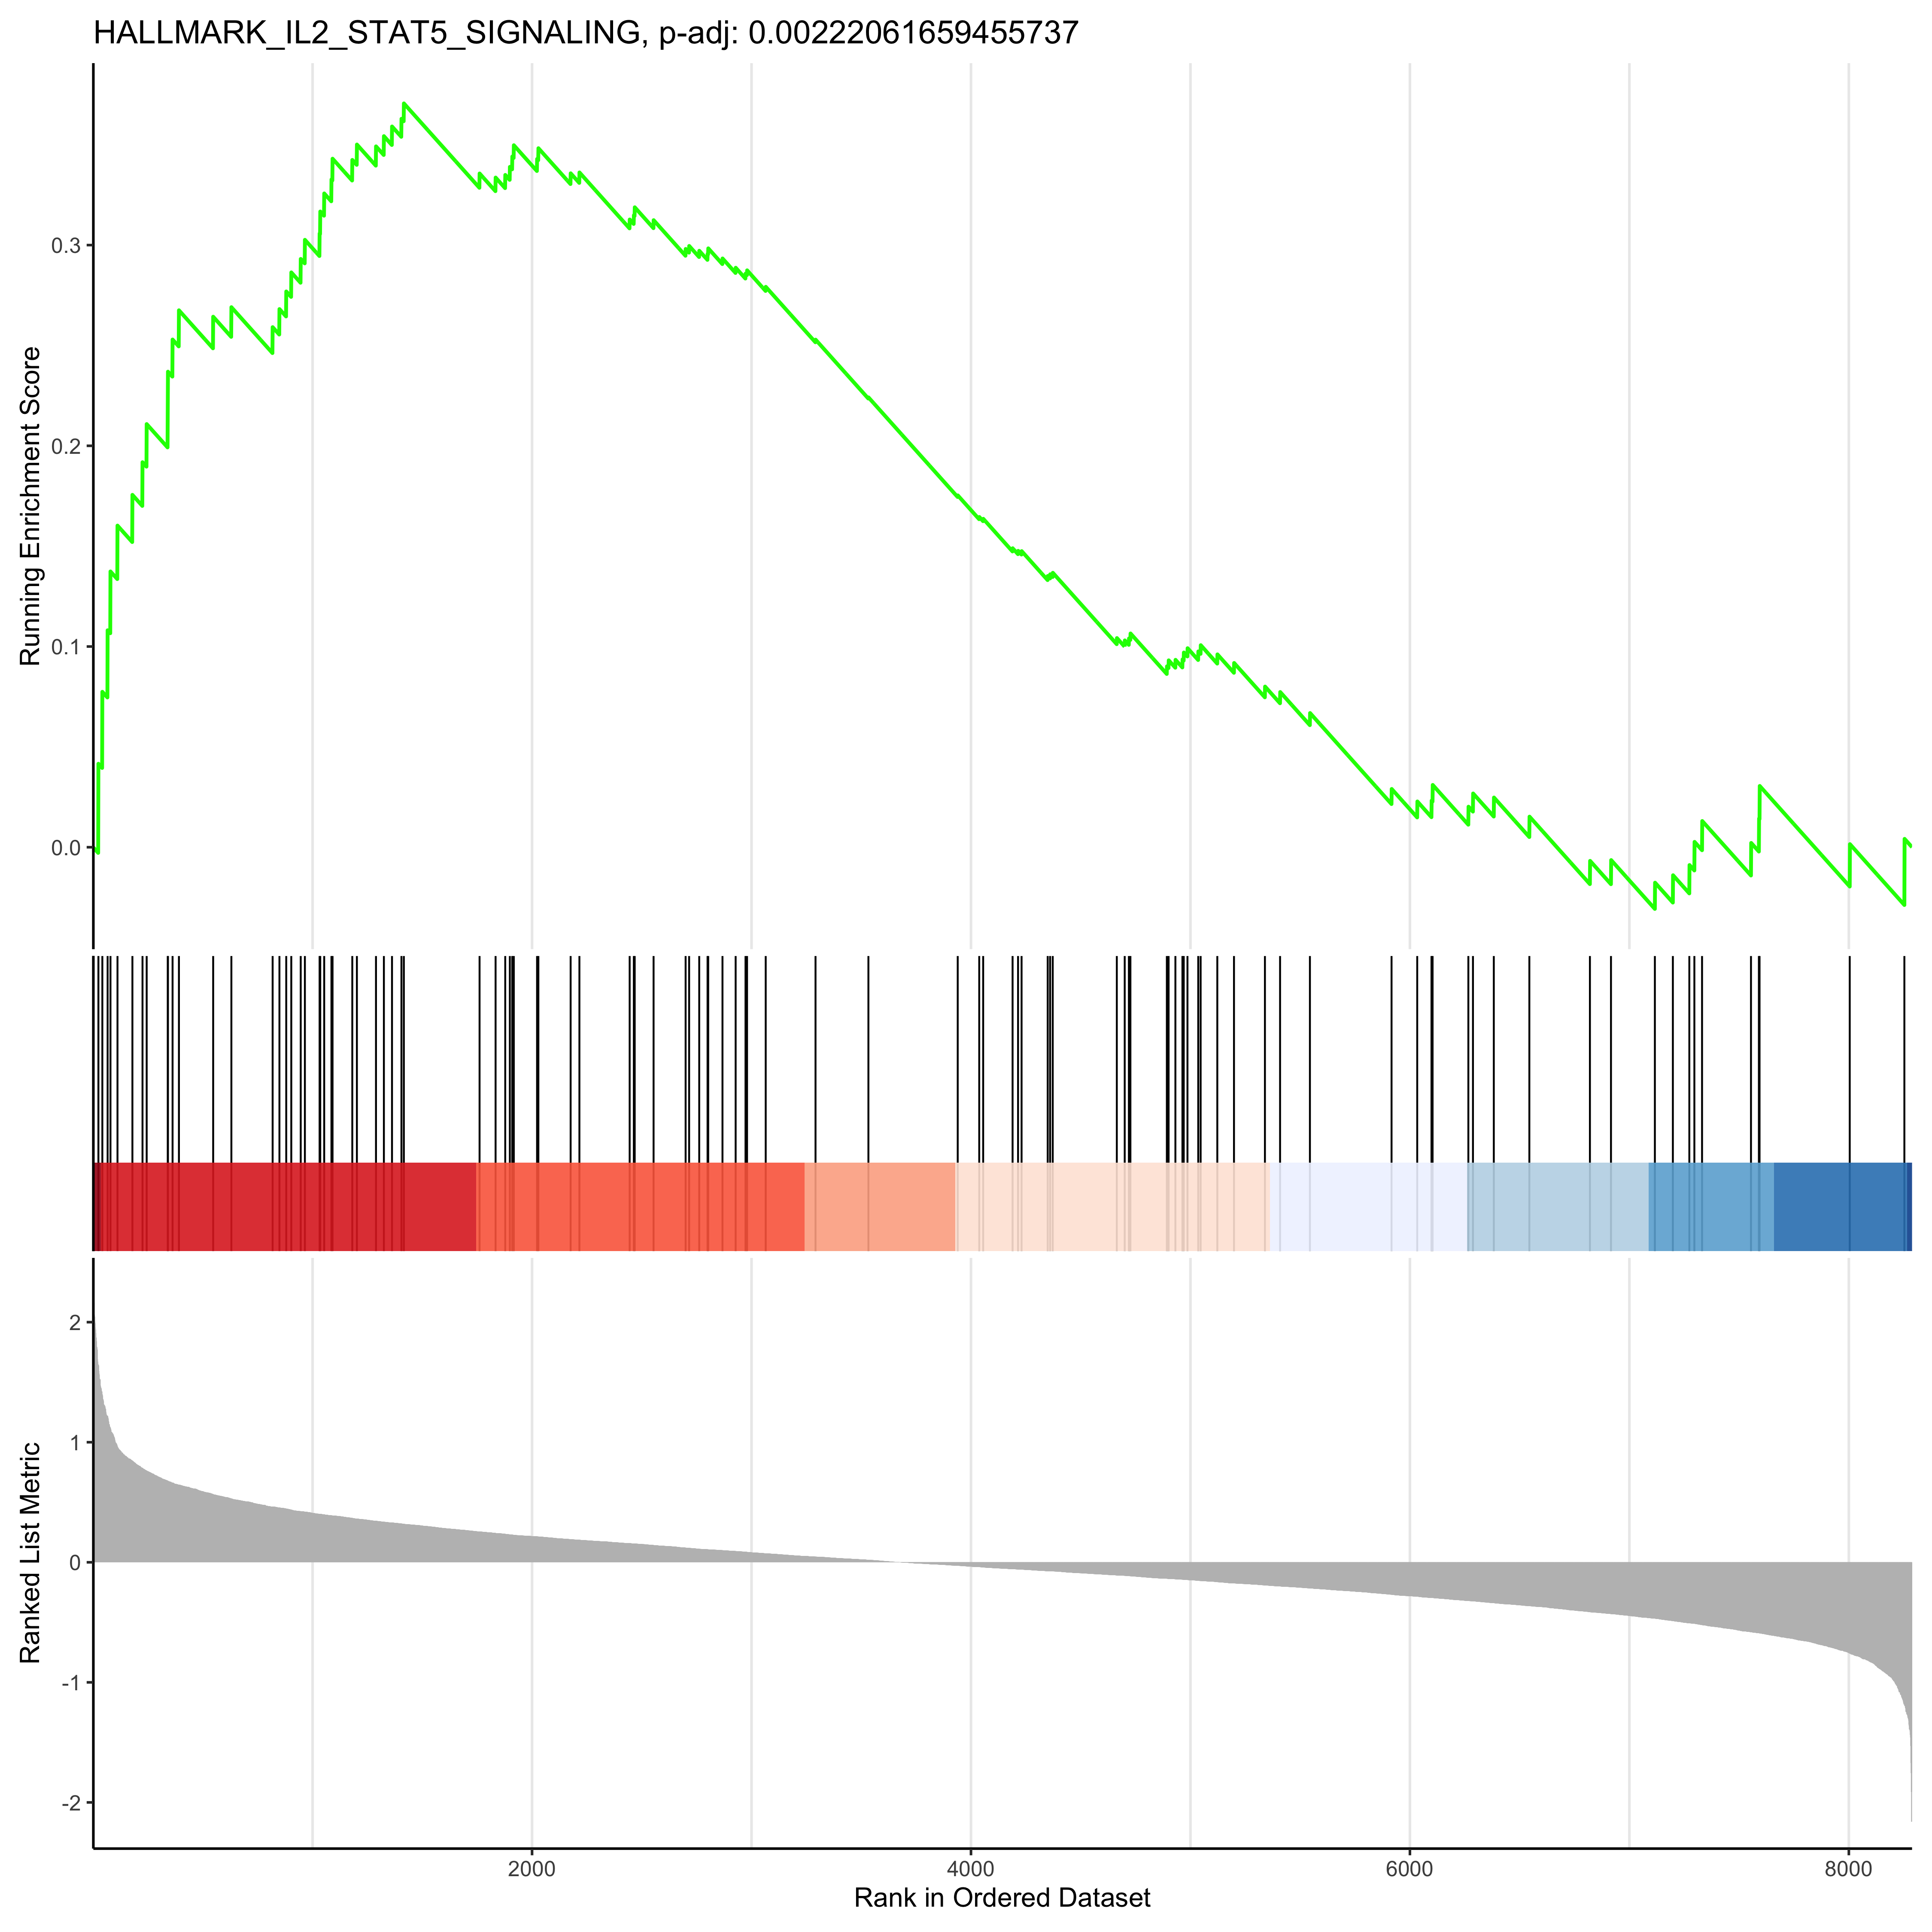 HALLMARK_IL2_STAT5_SIGNALING, p-adj: 0.00222061659455737
Running Enrichment Score
0.3
0.2
0.1
0.0
Ranked List Metric
2
1
0
-1
-2
2000 4000 6000 8000
Rank in Ordered Dataset